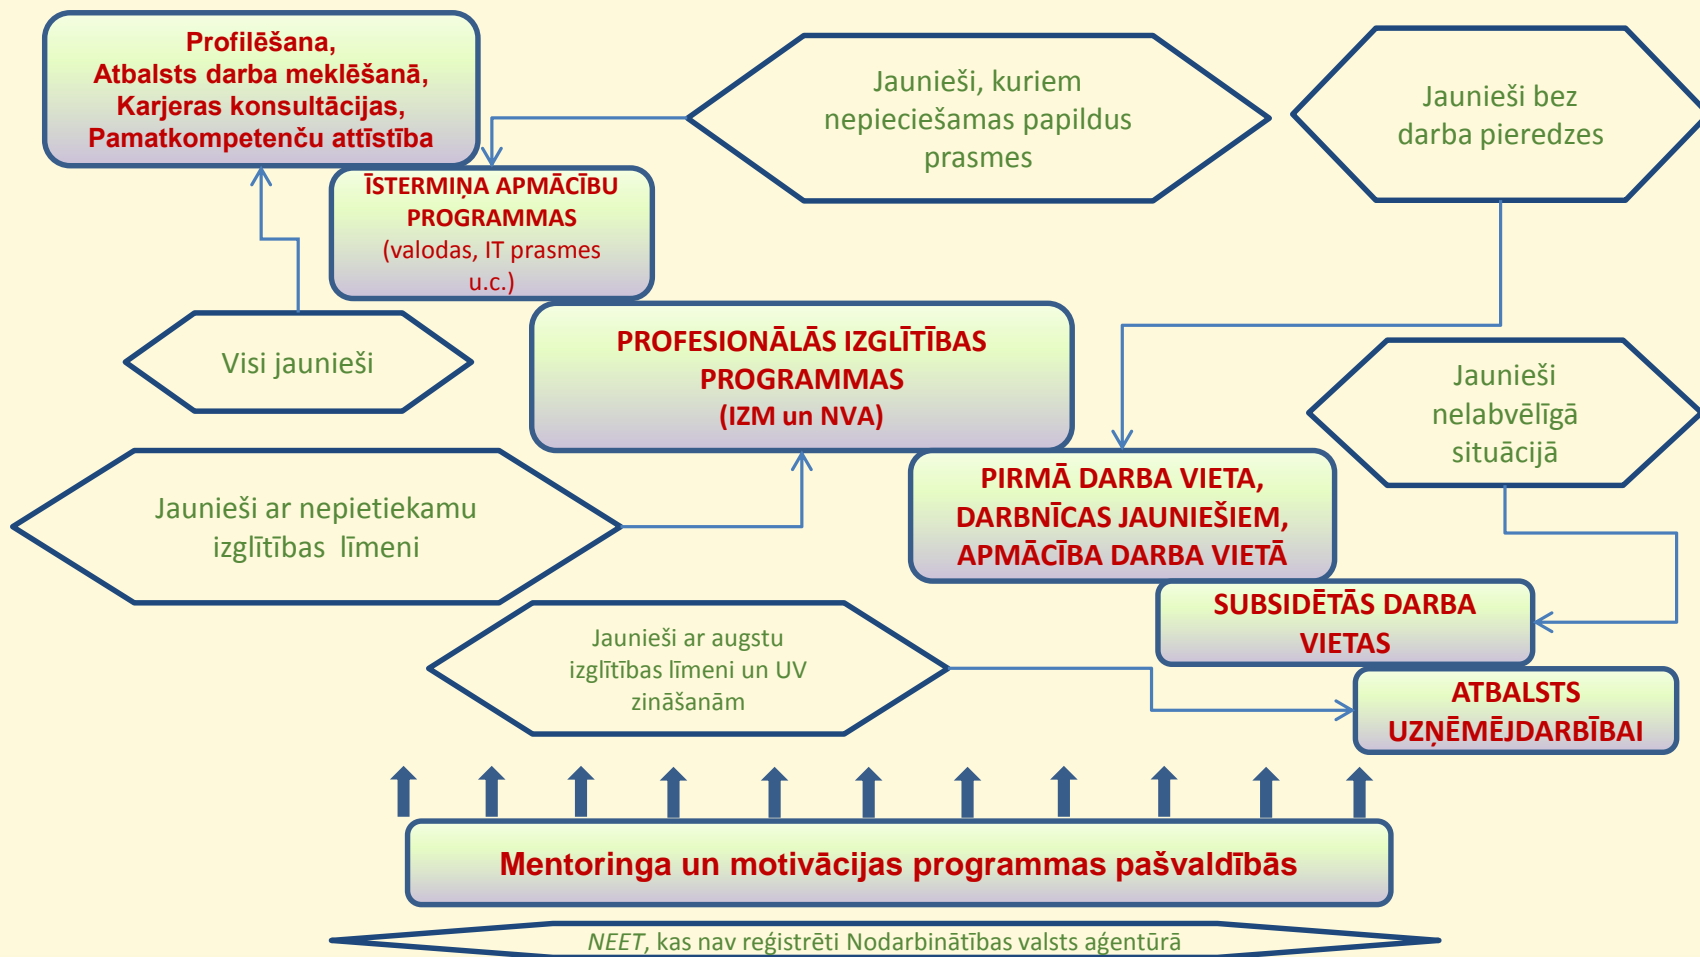 Profilēšana,
Atbalsts darba meklēšanā,
Karjeras konsultācijas,
Pamatkompetenču attīstība
Jaunieši, kuriem
nepieciešamas papildus
prasmes
Jaunieši bez
darba pieredzes
ĪSTERMIŅA APMĀCĪBU
PROGRAMMAS
(valodas, IT prasmes
u.c.)
Visi jaunieši
PROFESIONĀLĀS IZGLĪTĪBAS
PROGRAMMAS
(IZM un NVA)
Jaunieši
nelabvēlīgā
situācijā
Jaunieši ar nepietiekamu
izglītības līmeni
PIRMĀ DARBA VIETA,
DARBNĪCAS JAUNIEŠIEM,
APMĀCĪBA DARBA VIETĀ
SUBSIDĒTĀS DARBA
VIETAS
Jaunieši ar augstu
izglītības līmeni un UV
zināšanām
ATBALSTS
UZŅĒMĒJDARBĪBAI
Mentoringa un motivācijas programmas pašvaldībās
NEET, kas nav reģistrēti Nodarbinātības valsts aģentūrā